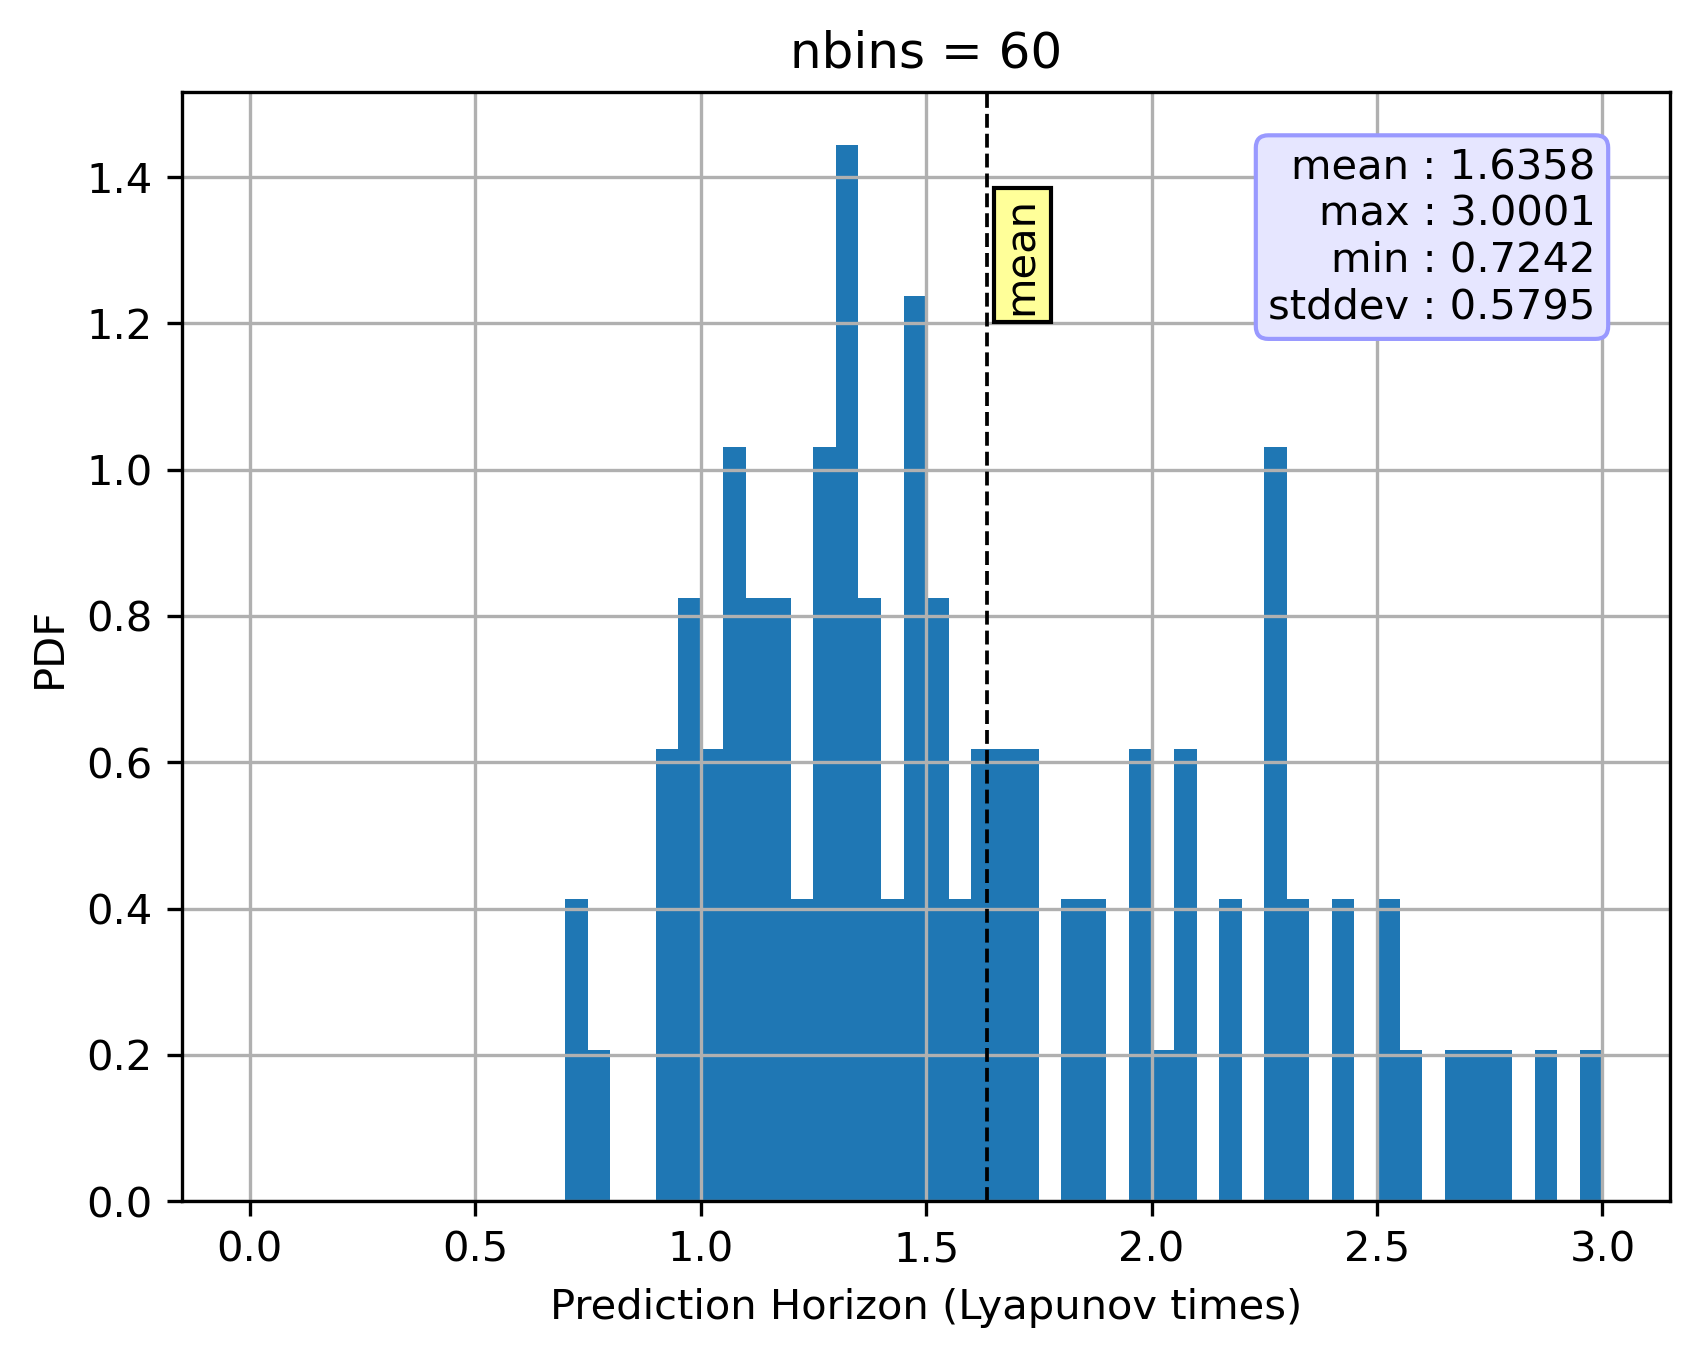 nbins = 60
mean : 1.6358
max : 3.0001
min : 0.7242
stddev : 0.5795
mean
PDF
1.4
1.2
1.0
0.8
0.6
0.4
0.2
0.0
0.0 0.5 1.0 1.5 2.0 2.5 3.0
Prediction Horizon (Lyapunov times)